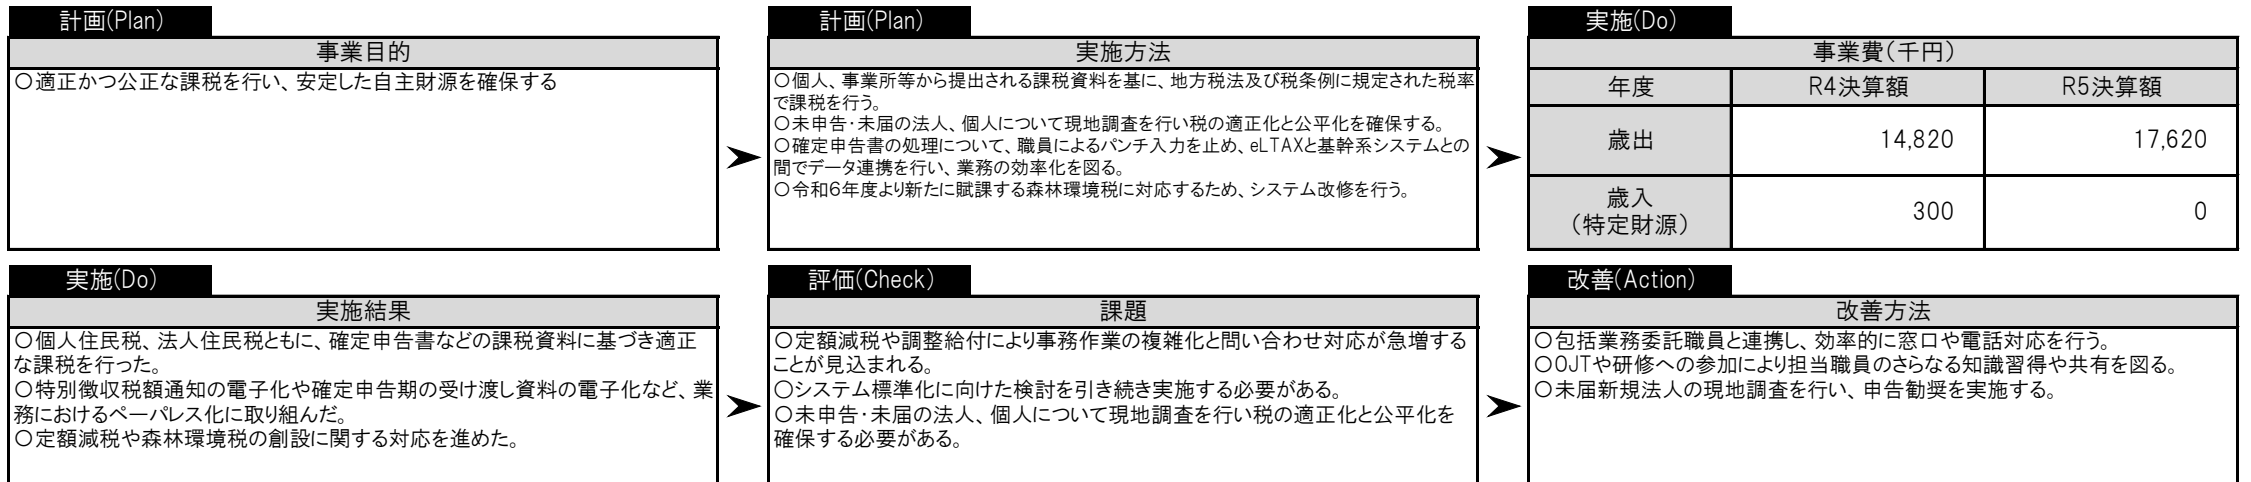 計画(Plan)
事業目的
○適正かつ公正な課税を行い、安定した自主財源を確保する
計画(Plan)
実施方法
○個人、事業所等から提出される課税資料を基に、地方税法及び税条例に規定された税率
で課税を行う。
○未申告・未届の法人、個人について現地調査を行い税の適正化と公平化を確保する。
○確定申告書の処理について、職員によるパンチ入力を止め、eLTAXと基幹系システムとの
間でデータ連携を行い、業務の効率化を図る。
○令和6年度より新たに賦課する森林環境税に対応するため、システム改修を行う。
実施(Do)
事業費(千円)
年度 R4決算額 R5決算額
歳出 14,820 17,620
歳入
(特定財源) 300 0
実施(Do)
実施結果
○個人住民税、法人住民税ともに、確定申告書などの課税資料に基づき適正
な課税を行った。
○特別徴収税額通知の電子化や確定申告期の受け渡し資料の電子化など、業
務におけるペーパレス化に取り組んだ。
○定額減税や森林環境税の創設に関する対応を進めた。
評価(Check)
課題
○定額減税や調整給付により事務作業の複雑化と問い合わせ対応が急増する
ことが見込まれる。
○システム標準化に向けた検討を引き続き実施する必要がある。
○未申告・未届の法人、個人について現地調査を行い税の適正化と公平化を
確保する必要がある。
改善(Action)
改善方法
○包括業務委託職員と連携し、効率的に窓口や電話対応を行う。
○OJTや研修への参加により担当職員のさらなる知識習得や共有を図る。
○未届新規法人の現地調査を行い、申告勧奨を実施する。